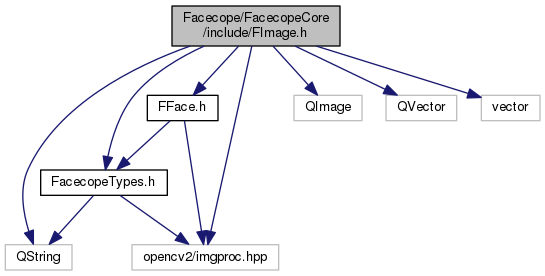 Facecope/FacecopeCore
/include/FImage.h
FFace.h
QImage
QVector
vector
FacecopeTypes.h
QString
opencv2/imgproc.hpp